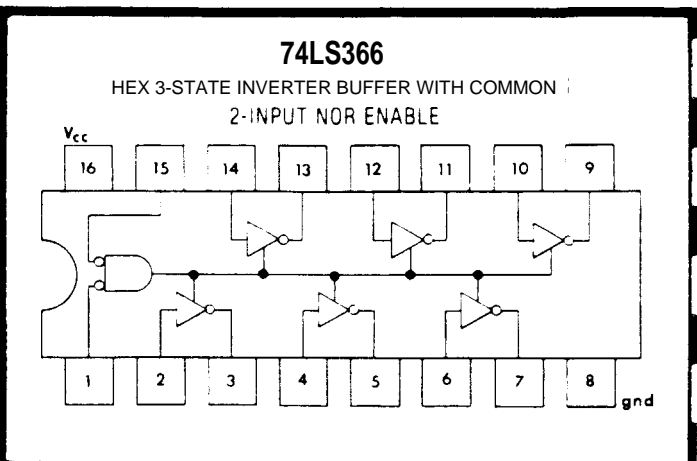 74LS366
HEX 3-STATE INVERTER BUFFER WITH COMMON
2-INPUT NOR ENABLE
Vcc
16 15 14 13 12 11 10 9
1 2 3 4 5 6 7 8
gnd